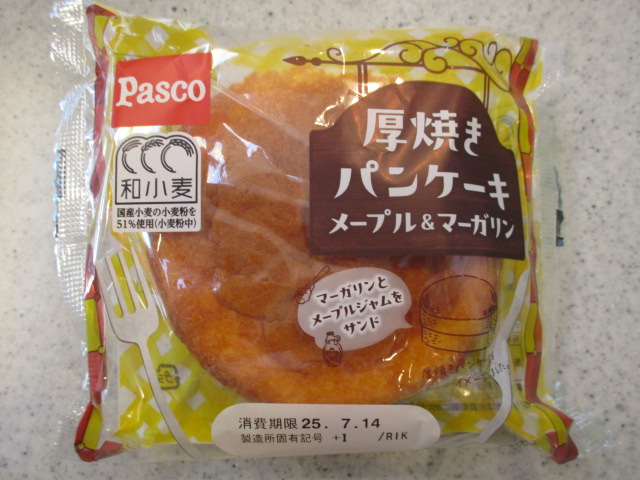 Pasco
厚焼き
パンケーキ
メープル&マーガリン
和小麦
国産小麦の小麦粉を
51%使用(小麦粉中)
マーガリンと
メープルジャムを
サンド
消費期限 25. 7.14
製造所固有記号 +I /RIK